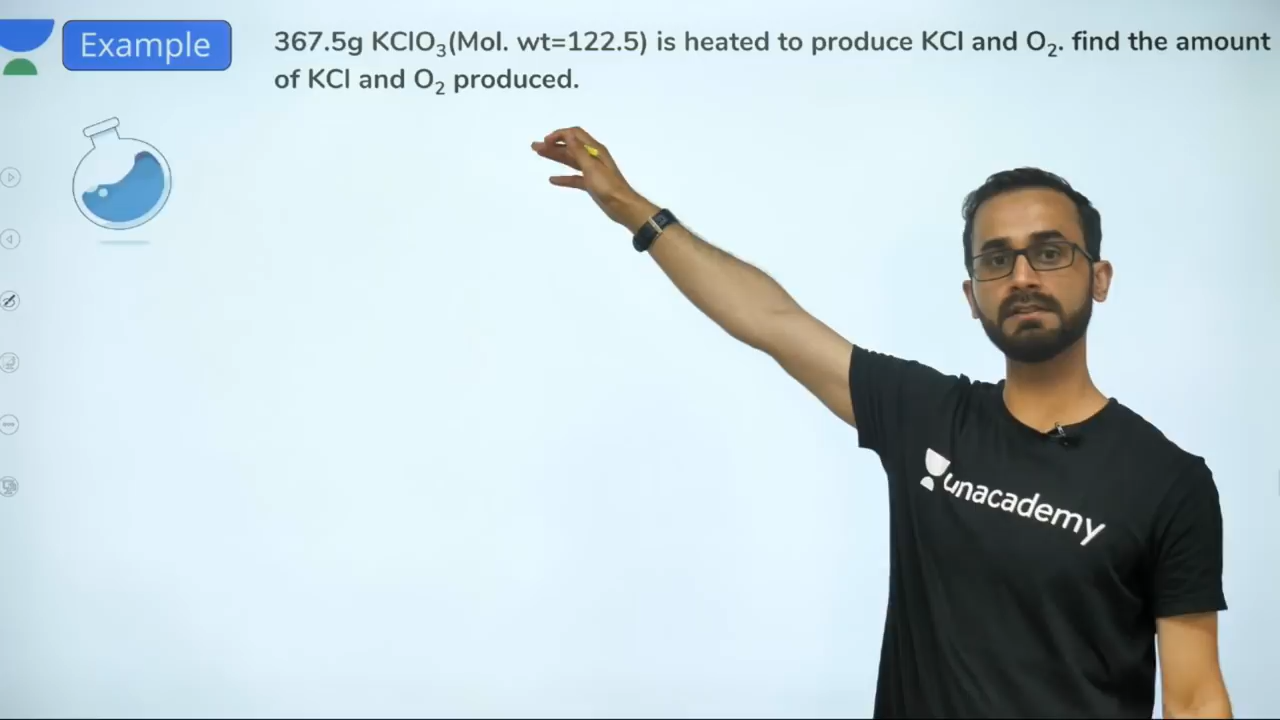 Example
367.5g KClO₃(Mol. wt=122.5) is heated to produce KCl and O₂. find the amount
of KCl and O₂ produced.
unacademy